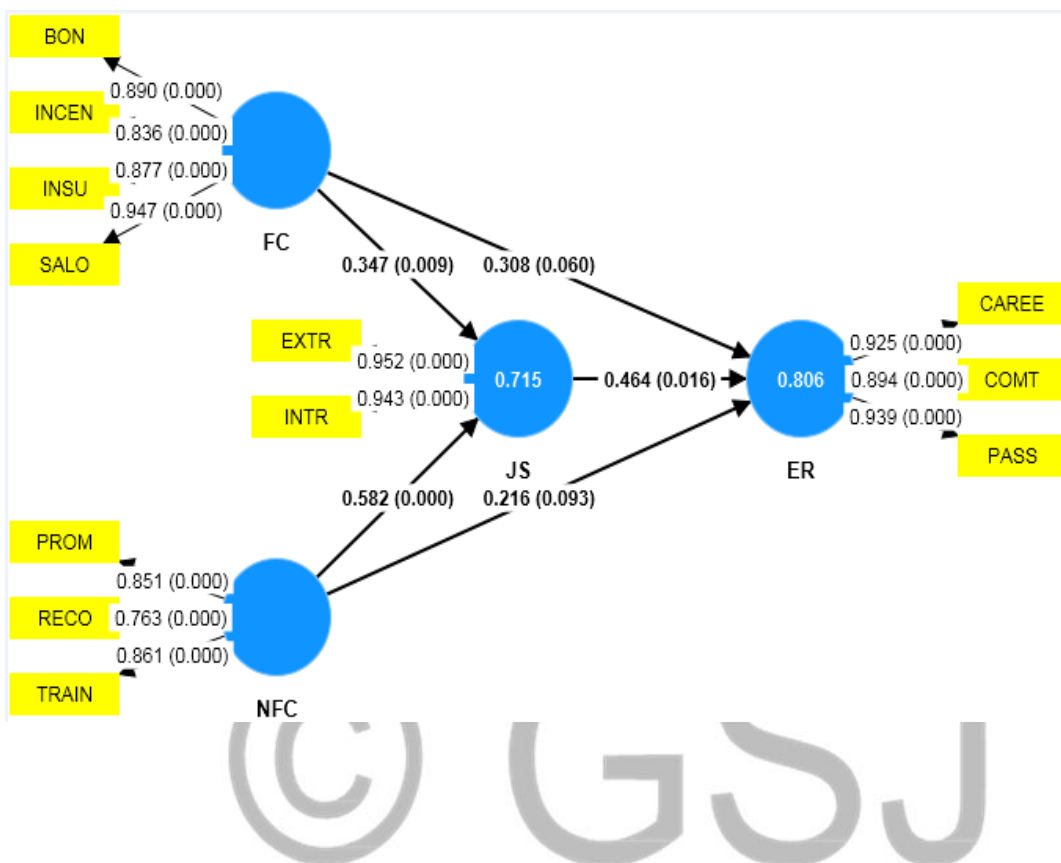 BON
0.890 (0.000)
INCEN
0.836 (0.000)
INSU
0.877 (0.000)
SALO
0.947 (0.000)
FC
0.347 (0.009)
0.308 (0.060)
EXTR
0.952 (0.000)
INTR
0.943 (0.000)
0.715
JS
0.464 (0.016)
0.806
ER
CAREE
0.925 (0.000)
COMT
0.894 (0.000)
PASS
0.939 (0.000)
0.582 (0.000)
0.216 (0.093)
PROM
0.851 (0.000)
RECO
0.763 (0.000)
TRAIN
0.861 (0.000)
NFC
© GSJ